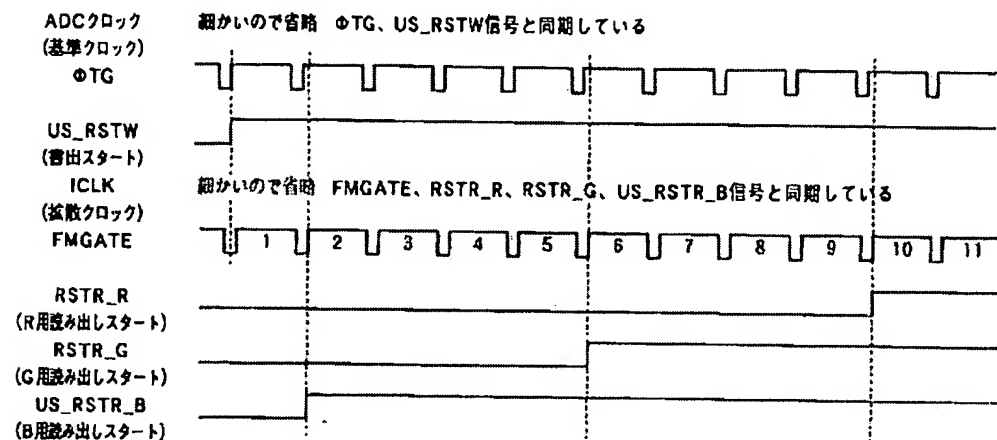 ADCクロック 細かいので省略 ΦTG、US_RSTW信号と同期している
(基準クロック)
ΦTG
US_RSTW
(書出スタート)
ICLK 細かいので省略 FMGATE、RSTR_R、RSTR_G、US_RSTR_B信号と同期している
(拡散クロック)
FMGATE 1 2 3 4 5 6 7 8 9 10 11
RSTR_R
(R用読み出しスタート)
RSTR_G
(G用読み出しスタート)
US_RSTR_B
(B用読み出しスタート)